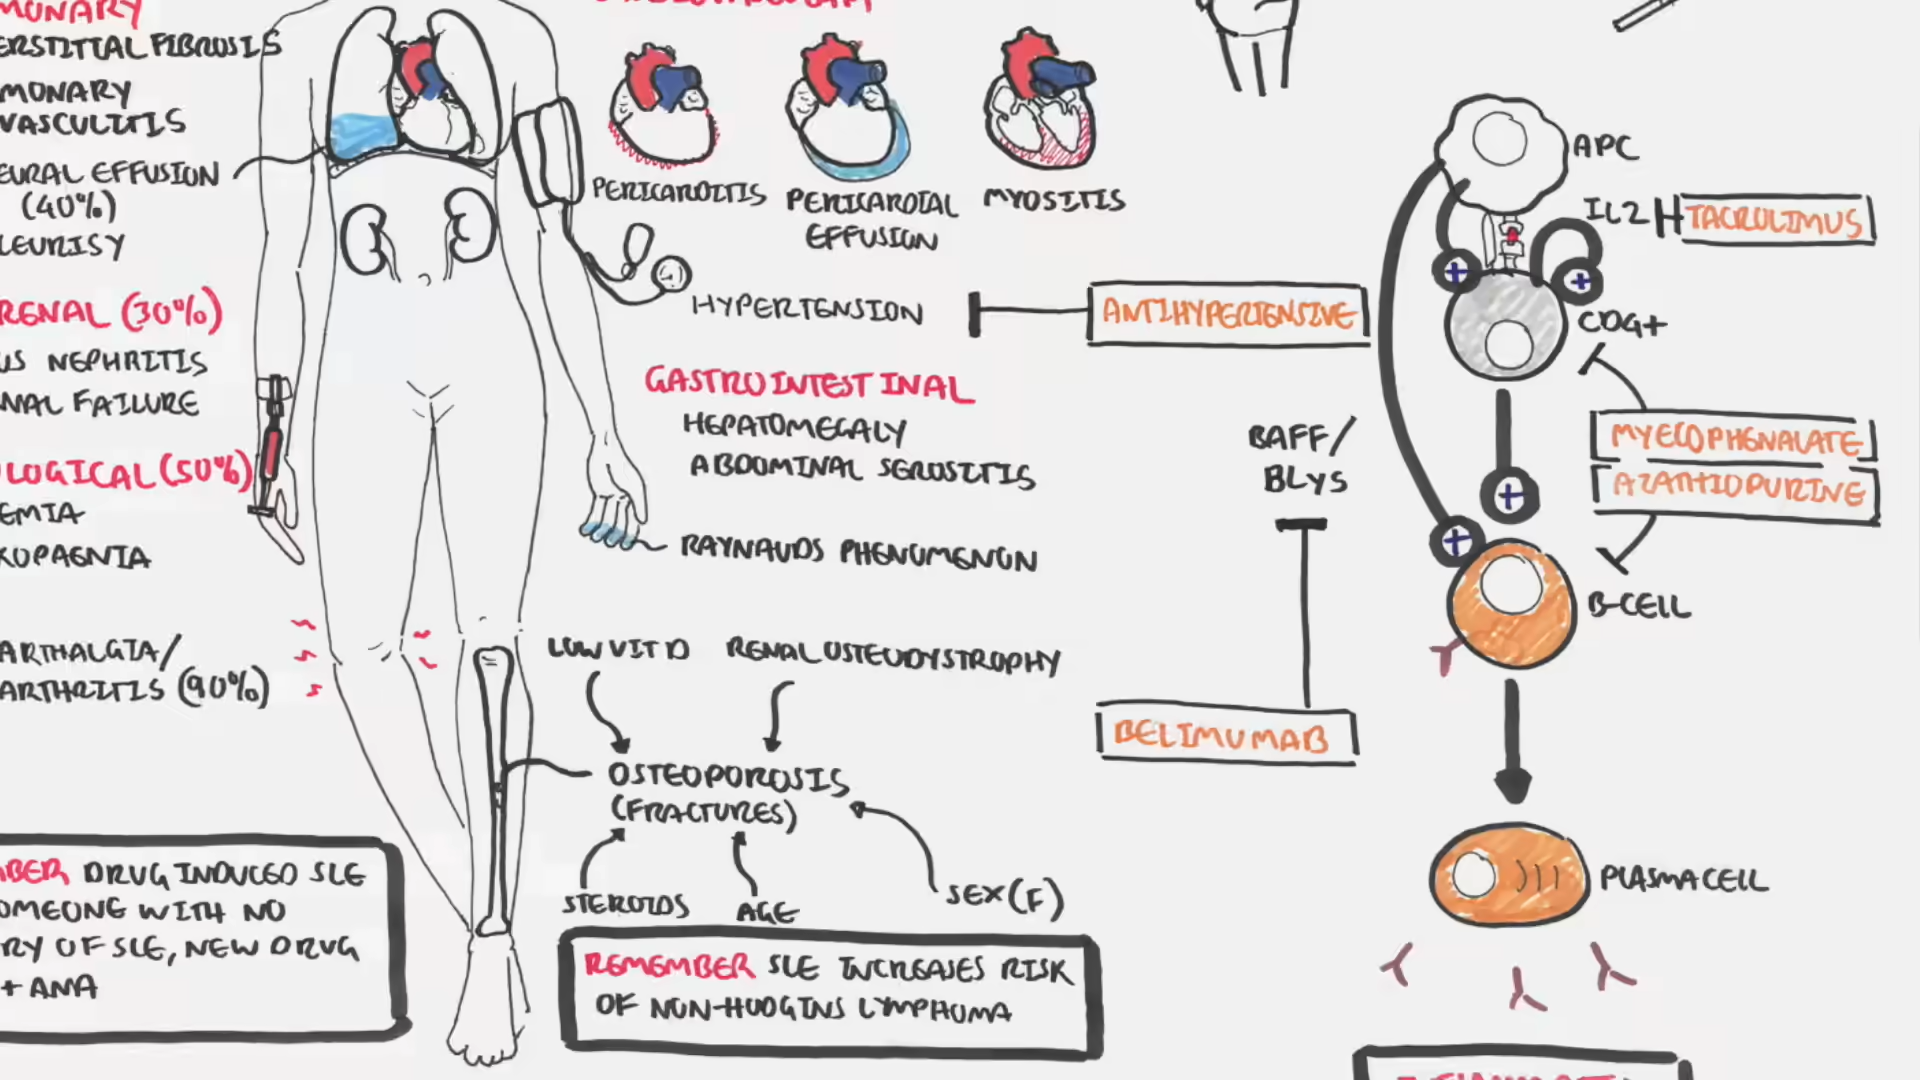 MONARY
ERSTITIAL FIBROSIS
MONARY
VASCULITIS
EURAL EFFUSION
(40%)
LEURISY
RENAL (30%)
US NEPHRITIS
NAL FAILURE
LOGICAL (50%)
EMIA
KOPAENIA
ARTHALGIA/
ARTHRITIS (90%)
BER DRUG INDUCED SLE
OMEONE WITH NO
RY OF SLE, NEW DRUG
+ ANA
PERICARDITIS
PERICARDIAL
EFFUSION
MYOSITIS
HYPERTENSION
ANTIHYPERTENSIVE
GASTROINTESTINAL
HEPATOMEGALY
ABDOMINAL SEROSITIS
RAYNAUDS PHENOMENON
LOW VIT D
RENAL OSTEODYSTROPHY
OSTEOPOROSIS
(FRACTURES)
STEROIDS
AGE
SEX (F)
REMEMBER SLE INCREASES RISK
OF NON-HODGINS LYMPHOMA
APC
IL2
TACROLIMUS
CD4+
BAFF/
BLYS
MYECOPHENALATE
AZATHIOPURINE
B-CELL
BELIMUMAB
PLASMA CELL